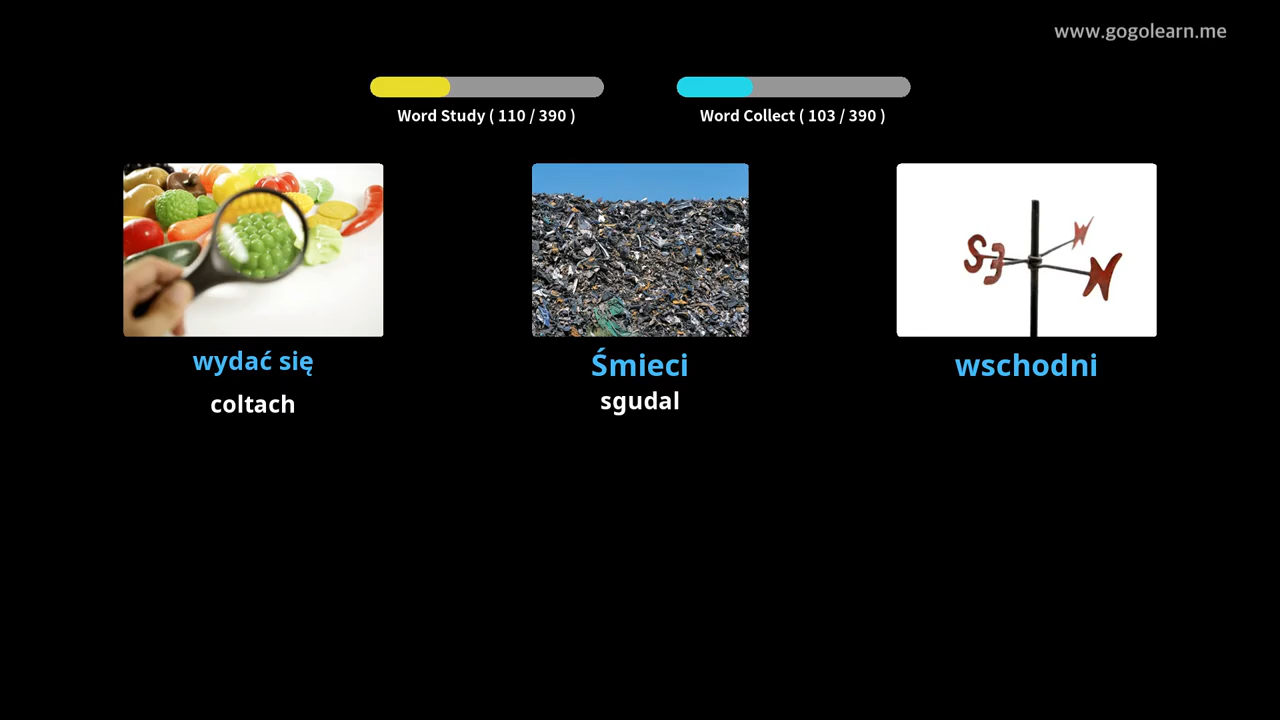 www.gogolearn.me
Word Study ( 110 / 390 )
Word Collect ( 103 / 390 )
wydać się
coltach
Śmieci
sgudal
wschodni
S
E
N
W